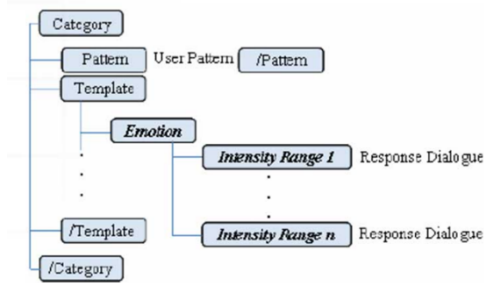 Category
Pattern User Pattern /Pattern
Template
Emotion
Intensity Range 1 Response Dialogue
Intensity Range n Response Dialogue
/Template
/Category